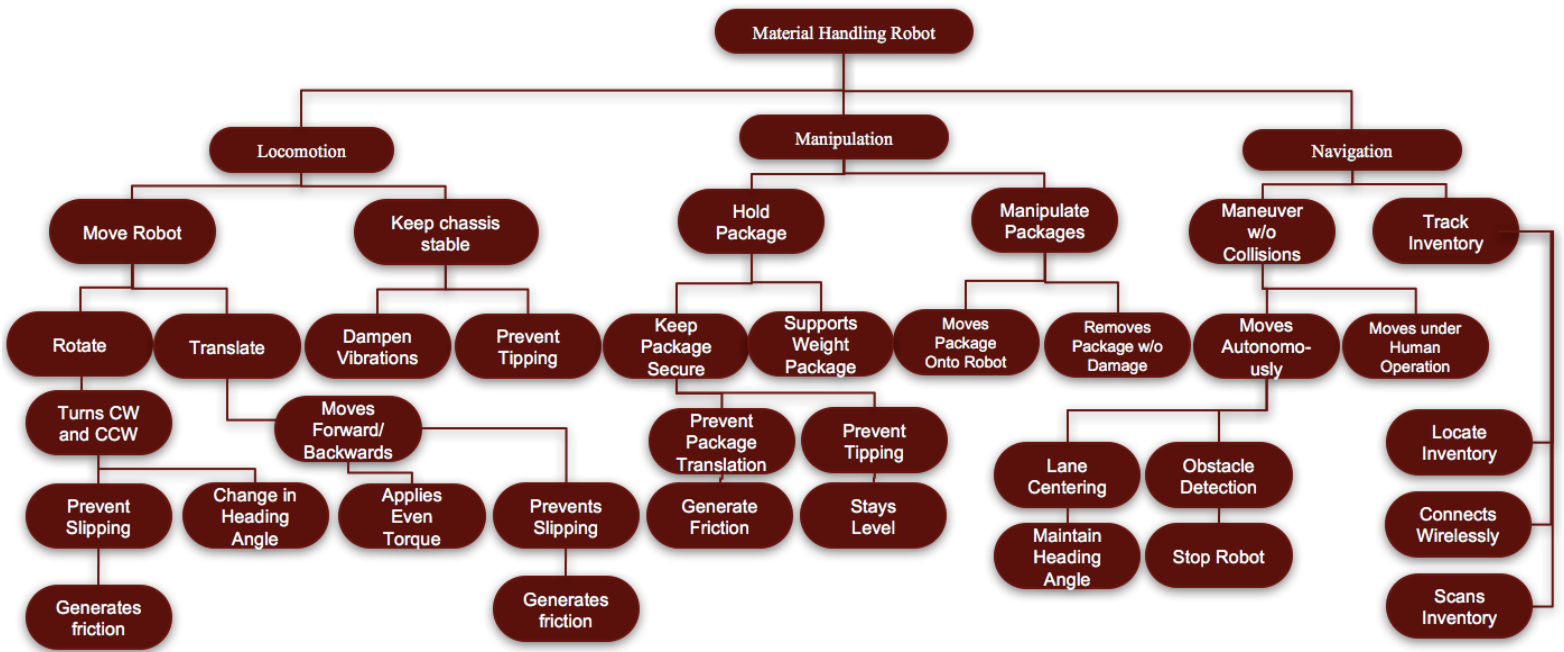 Material Handling Robot
Locomotion
Manipulation
Navigation
Move Robot
Keep chassis
stable
Hold
Package
Manipulate
Packages
Maneuver
w/o
Collisions
Track
Inventory
Rotate
Translate
Dampen
Vibrations
Prevent
Tipping
Keep
Package
Secure
Supports
Weight
Package
Moves
Package
Onto Robot
Removes
Package w/o
Damage
Moves
Autonomo-
usly
Moves under
Human
Operation
Turns CW
and CCW
Moves
Forward/
Backwards
Prevent
Package
Translation
Prevent
Tipping
Lane
Centering
Obstacle
Detection
Locate
Inventory
Prevent
Slipping
Change in
Heading
Angle
Applies
Even
Torque
Prevents
Slipping
Generate
Friction
Stays
Level
Maintain
Heading
Angle
Stop Robot
Connects
Wirelessly
Generates
friction
Generates
friction
Scans
Inventory